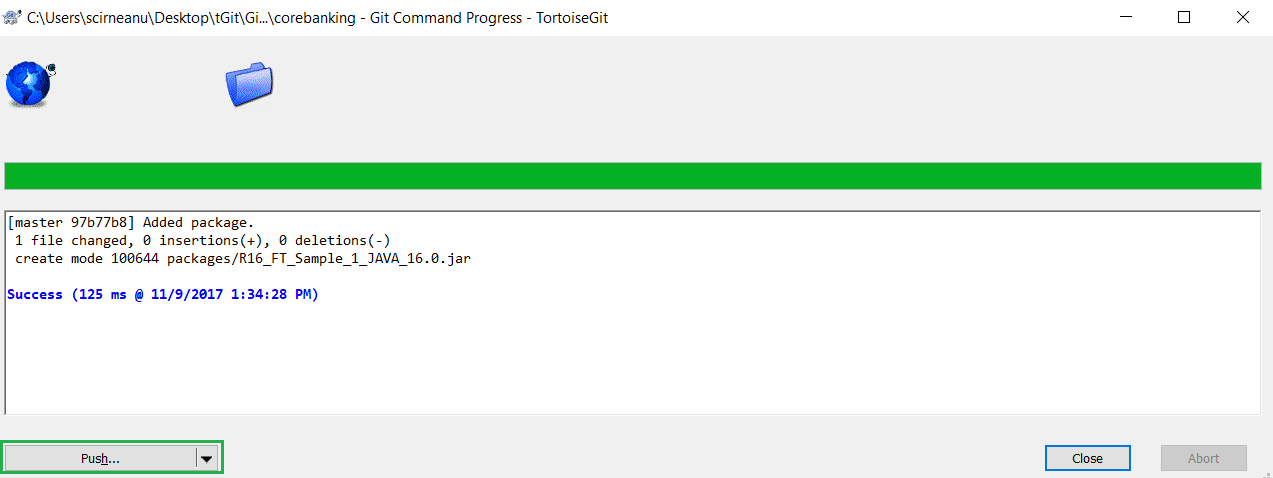 C:\Users\scirneanu\Desktop\tGit\Gi...\corebanking - Git Command Progress - TortoiseGit
[master 97b77b8] Added package.
1 file changed, 0 insertions(+), 0 deletions(-)
create mode 100644 packages/R16_FT_Sample_1_JAVA_16.0.jar
Success (125 ms @ 11/9/2017 1:34:28 PM)
Push... Close Abort